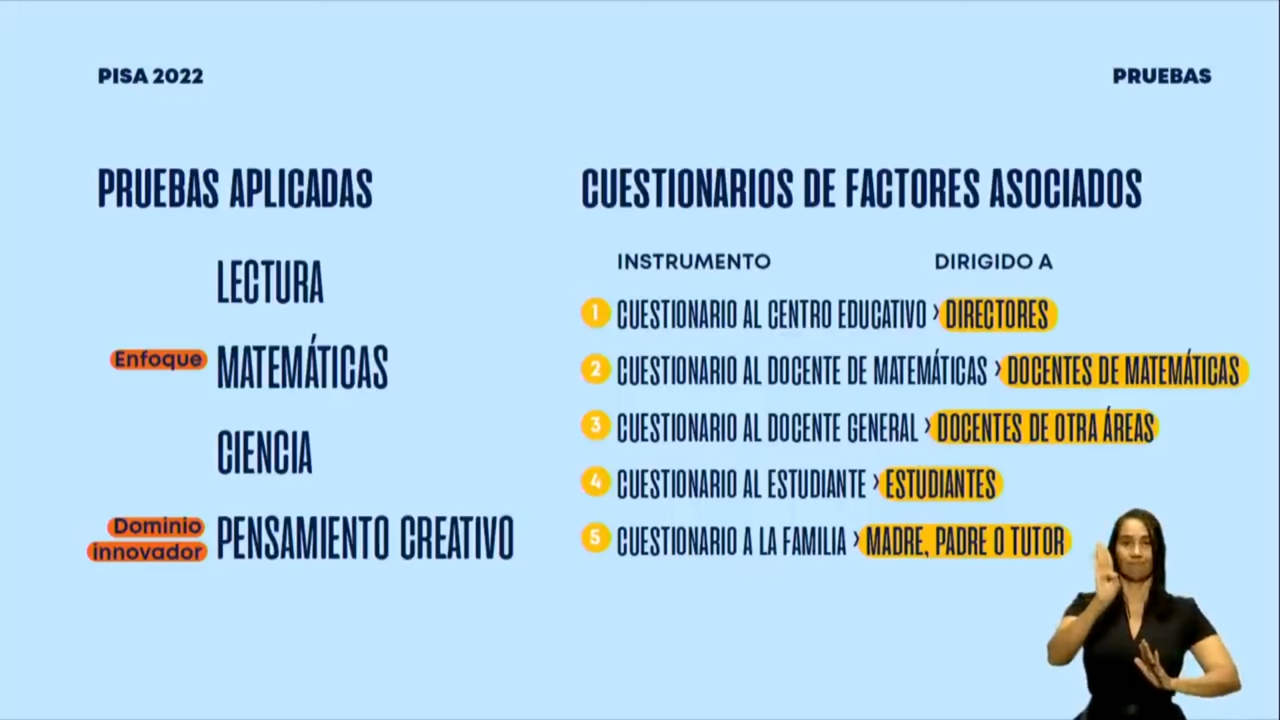 PISA 2022
PRUEBAS
PRUEBAS APLICADAS
LECTURA
Enfoque MATEMÁTICAS
CIENCIA
Dominio
innovador PENSAMIENTO CREATIVO
CUESTIONARIOS DE FACTORES ASOCIADOS
INSTRUMENTO DIRIGIDO A
1 CUESTIONARIO AL CENTRO EDUCATIVO › DIRECTORES
2 CUESTIONARIO AL DOCENTE DE MATEMÁTICAS › DOCENTES DE MATEMÁTICAS
3 CUESTIONARIO AL DOCENTE GENERAL › DOCENTES DE OTRA ÁREAS
4 CUESTIONARIO AL ESTUDIANTE › ESTUDIANTES
5 CUESTIONARIO A LA FAMILIA › MADRE, PADRE O TUTOR